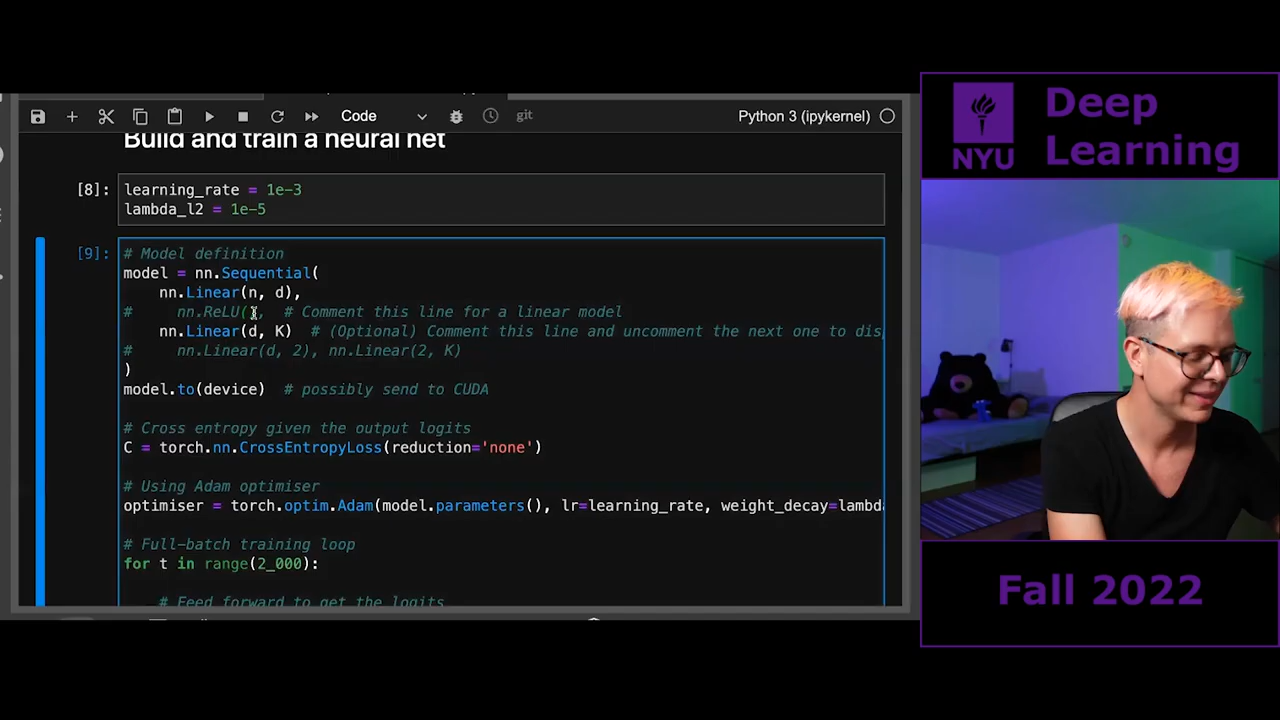 Code
git
Python 3 (ipykernel)
Build and train a neural net
[8]:
learning_rate = 1e-3
lambda_l2 = 1e-5
[9]:
# Model definition
model = nn.Sequential(
nn.Linear(n, d),
# nn.ReLU(), # Comment this line for a linear model
nn.Linear(d, K) # (Optional) Comment this line and uncomment the next one to dis
# nn.Linear(d, 2), nn.Linear(2, K)
)
model.to(device) # possibly send to CUDA
# Cross entropy given the output logits
C = torch.nn.CrossEntropyLoss(reduction='none')
# Using Adam optimiser
optimiser = torch.optim.Adam(model.parameters(), lr=learning_rate, weight_decay=lambda
# Full-batch training loop
for t in range(2_000):
# Feed forward to get the logits
NYU
Deep
Learning
Fall 2022